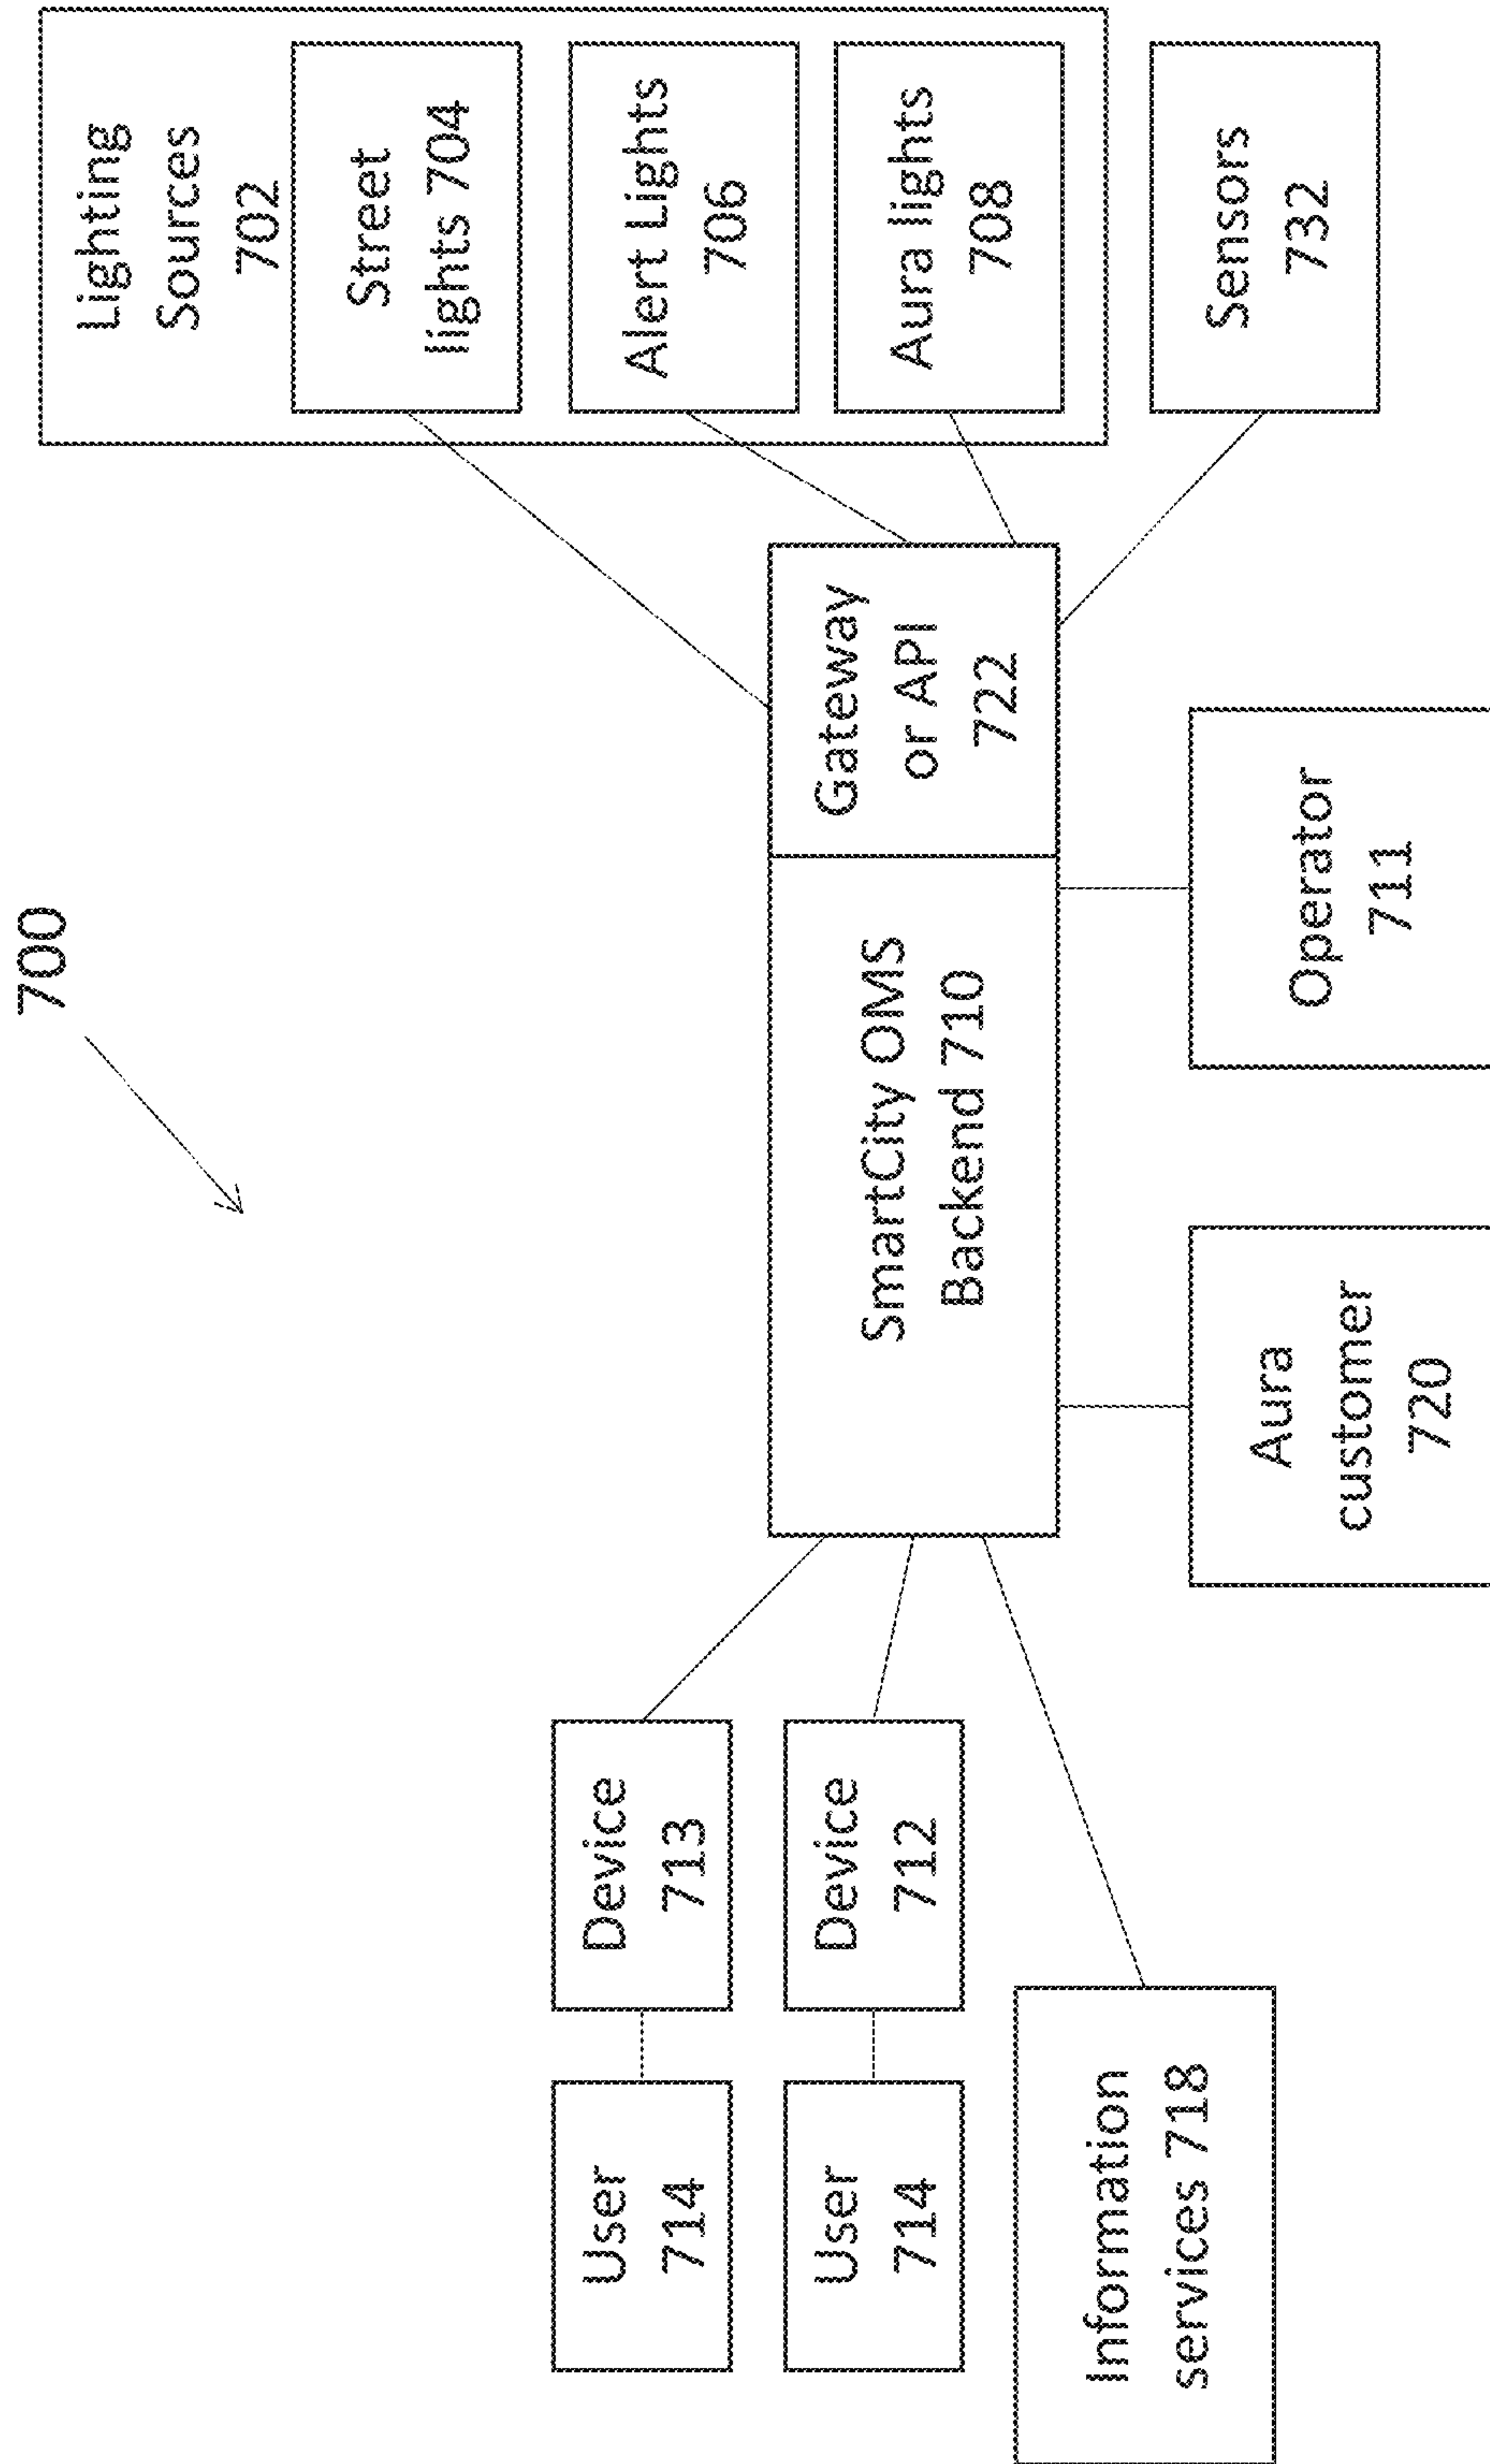 700
Lighting
Sources
702
Street
lights 704
Alert Lights
706
Aura lights
708
Sensors
732
Gateway
or API
722
SmartCity OMS
Backend 710
Operator
711
Aura
customer
720
Device
713
Device
712
User
714
User
714
Information
services 718